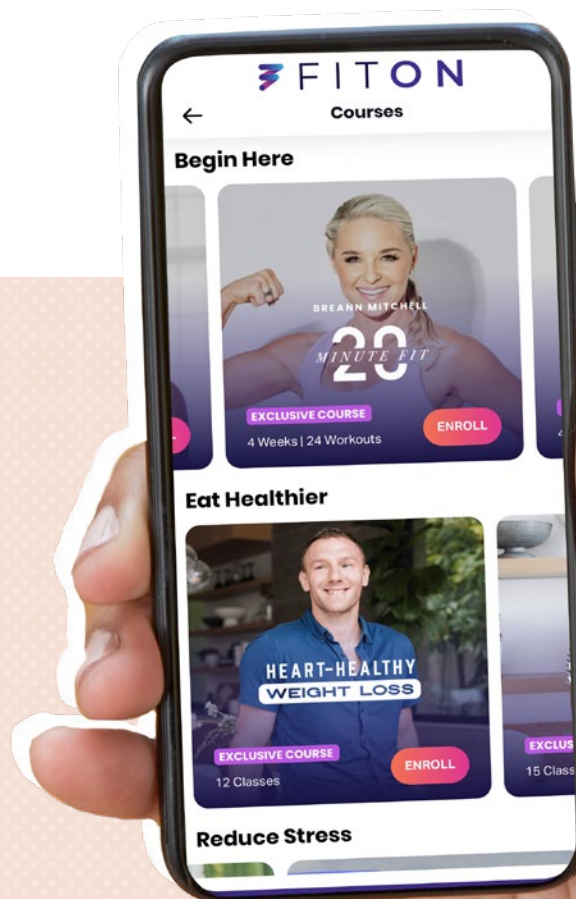 FITON
Courses
Begin Here
BREANN MITCHELL
20
MINUTE FIT
EXCLUSIVE COURSE
4 Weeks | 24 Workouts
ENROLL
Eat Healthier
HEART-HEALTHY
WEIGHT LOSS
EXCLUSIVE COURSE
12 Classes
ENROLL
15 Class
Reduce Stress